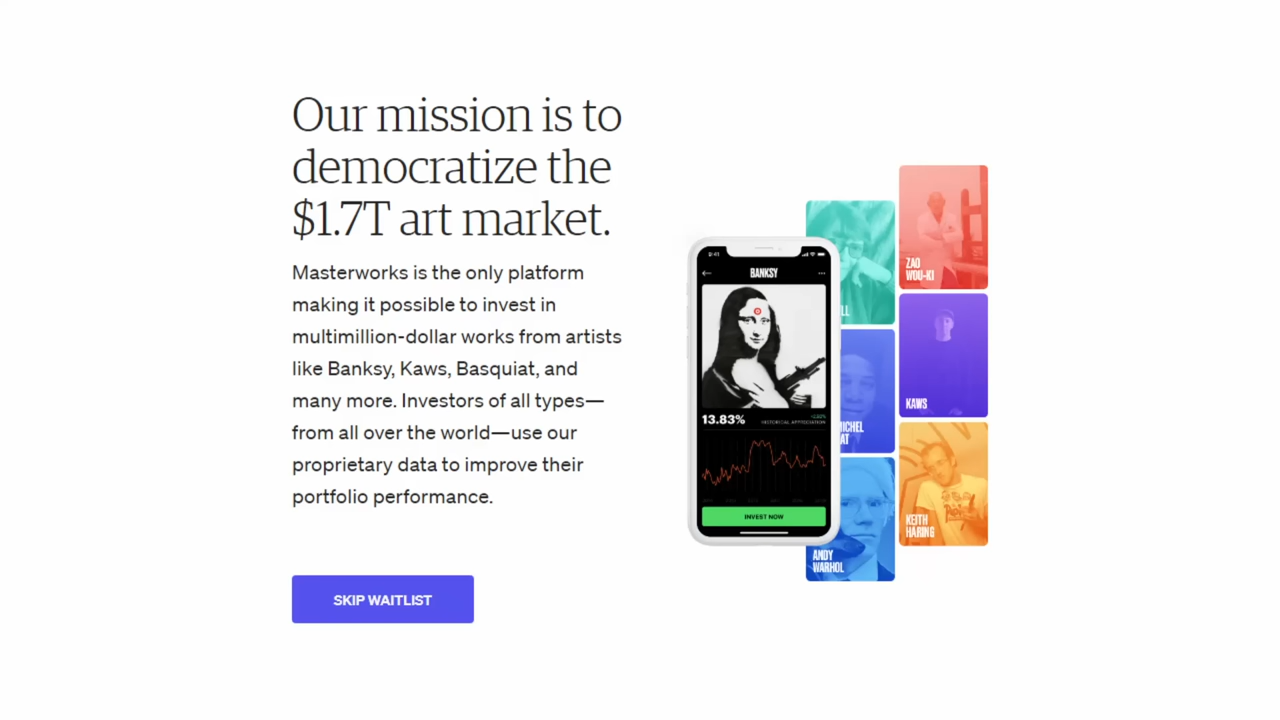 Our mission is to
democratize the
$1.7T art market.
Masterworks is the only platform
making it possible to invest in
multimillion-dollar works from artists
like Banksy, Kaws, Basquiat, and
many more. Investors of all types—
from all over the world—use our
proprietary data to improve their
portfolio performance.
SKIP WAITLIST
9:41
BANKSY
13.83%
HISTORICAL APPRECIATION
INVEST NOW
ANDY
WARHOL
ZAO
WOU-KI
KAWS
KEITH
HARING